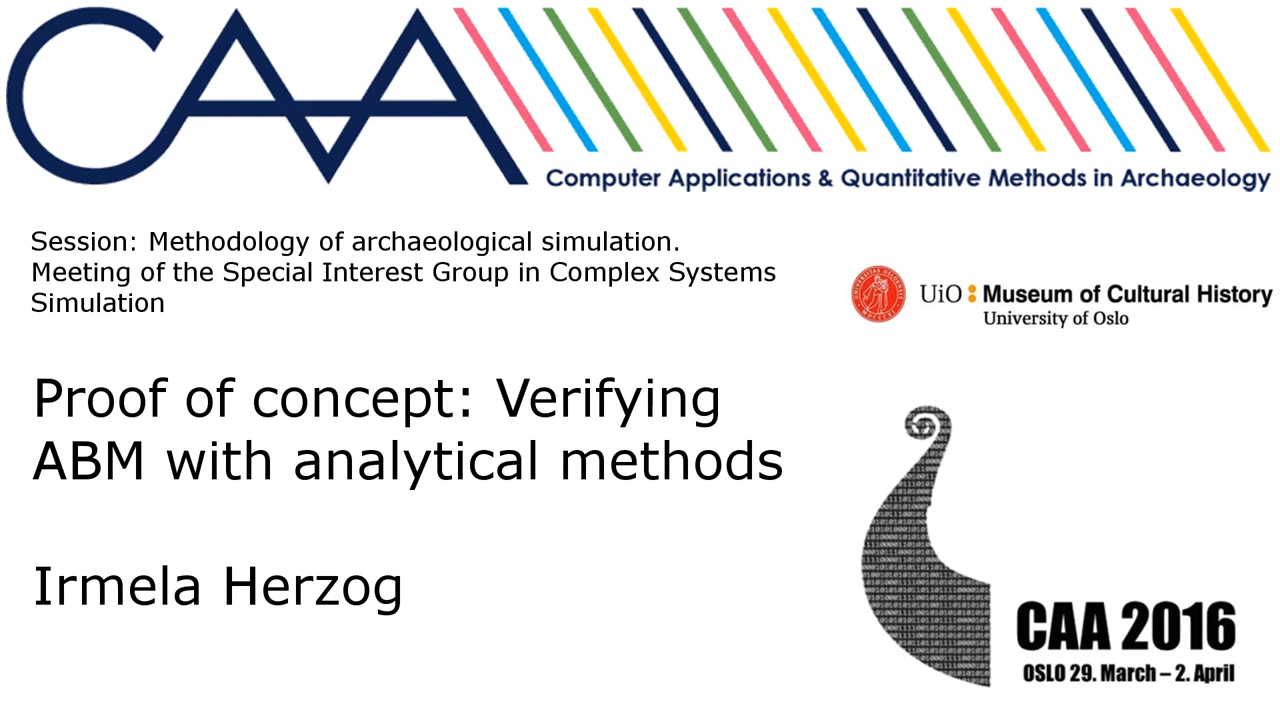 CAA
Computer Applications & Quantitative Methods in Archaeology
Session: Methodology of archaeological simulation.
Meeting of the Special Interest Group in Complex Systems
Simulation
UiO : Museum of Cultural History
University of Oslo
Proof of concept: Verifying
ABM with analytical methods
Irmela Herzog
CAA 2016
OSLO 29. March – 2. April